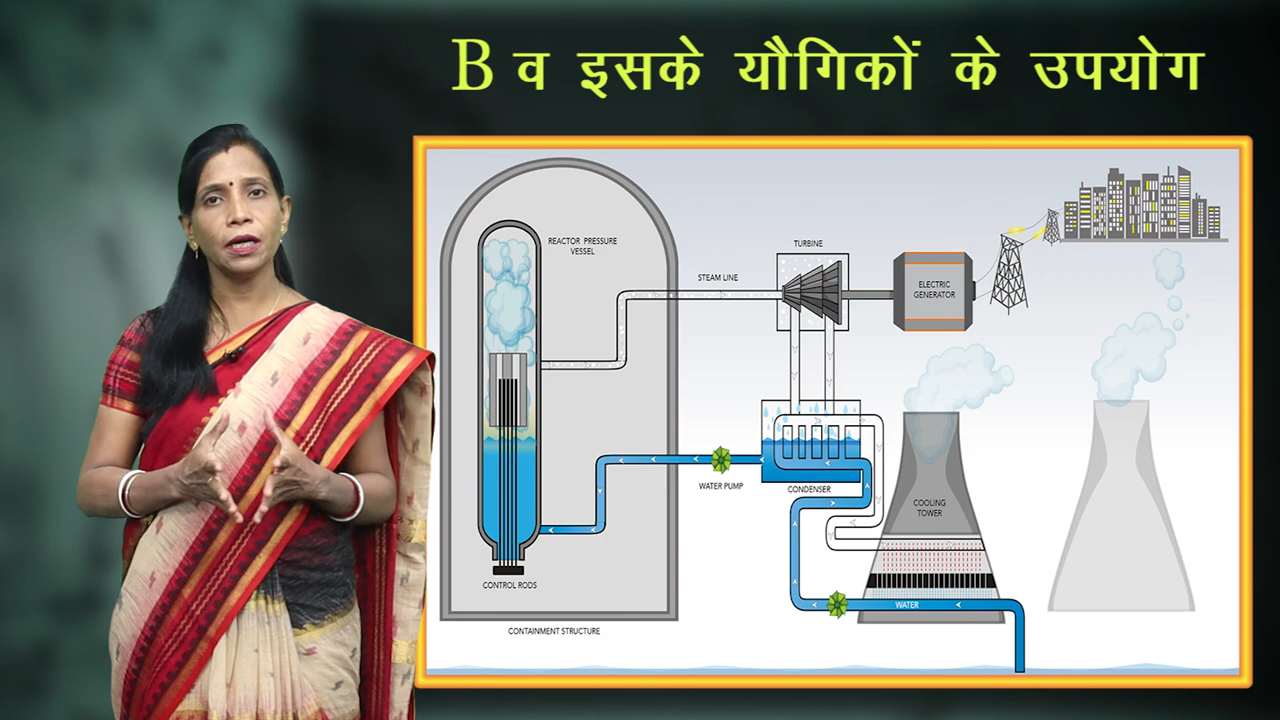 B व इसके यौगिकों के उपयोग
REACTOR PRESSURE
VESSEL
STEAM LINE
TURBINE
ELECTRIC
GENERATOR
WATER PUMP
CONDENSER
COOLING
TOWER
CONTROL RODS
WATER
CONTAINMENT STRUCTURE